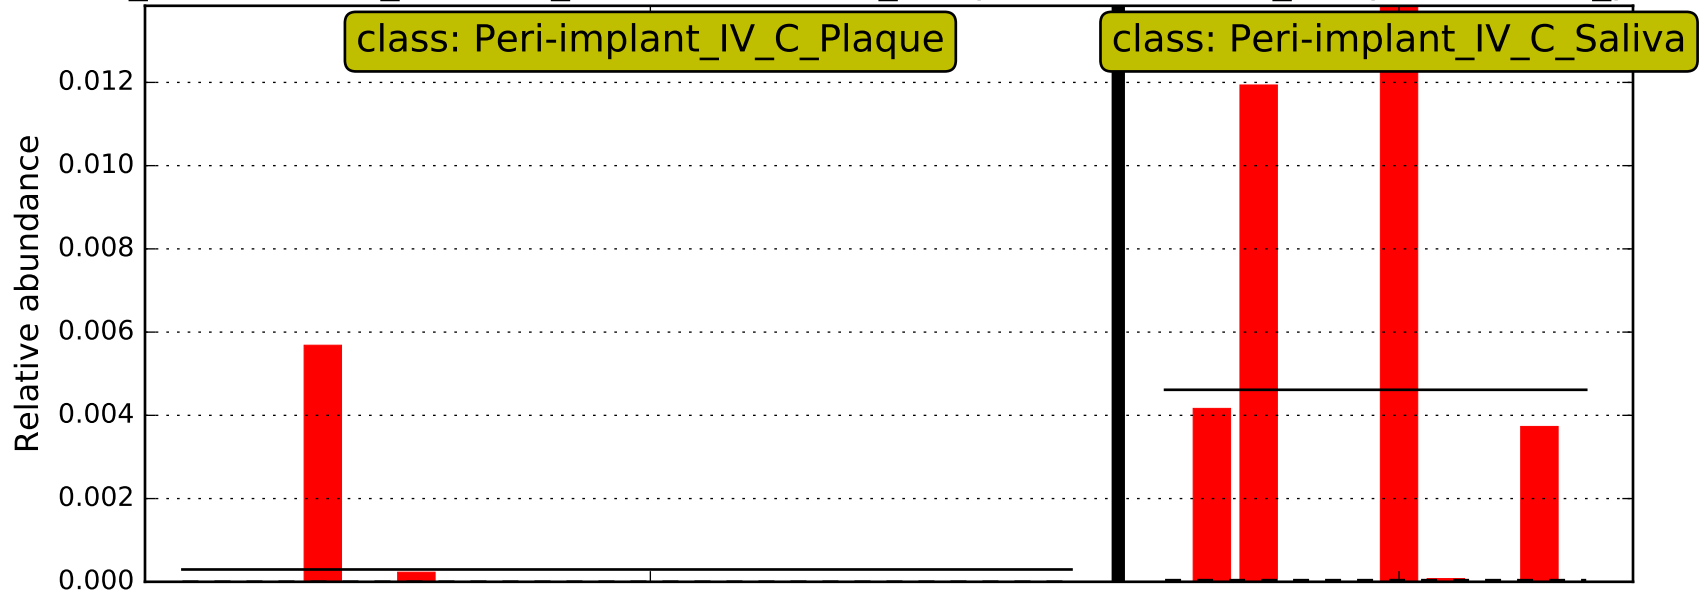 class: Peri-implant_IV_C_Plaque
class: Peri-implant_IV_C_Saliva
Relative abundance
0.012
0.010
0.008
0.006
0.004
0.002
0.000